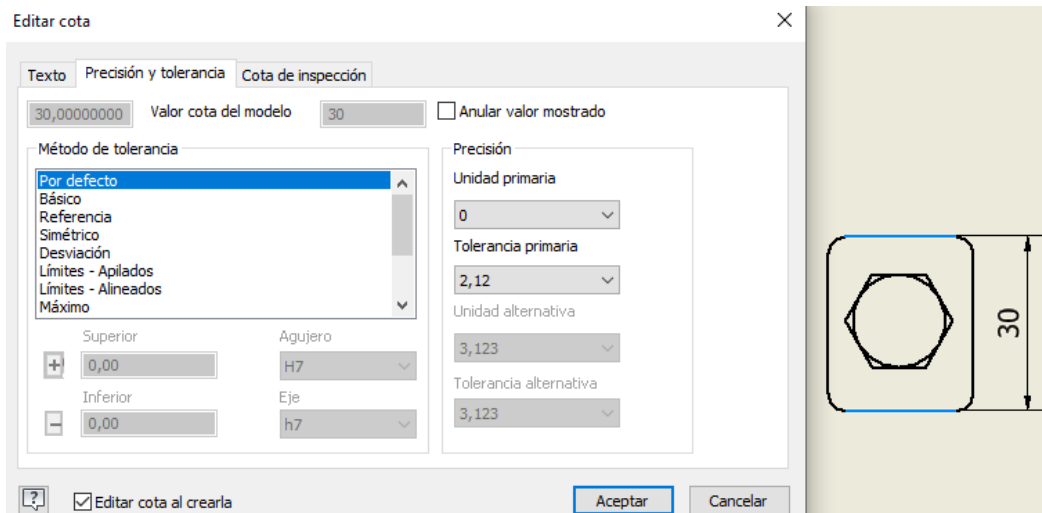 Editar cota
Texto Precisión y tolerancia Cota de inspección
30,00000000 Valor cota del modelo 30 Anular valor mostrado
Método de tolerancia
Por defecto
Básico
Referencia
Simétrico
Desviación
Límites - Apilados
Límites - Alineados
Máximo
Superior Agujero
+ 0,00 H7
Inferior Eje
- 0,00 h7
Precisión
Unidad primaria
0
Tolerancia primaria
2,12
Unidad alternativa
3,123
Tolerancia alternativa
3,123
? Editar cota al crearla Aceptar Cancelar
30